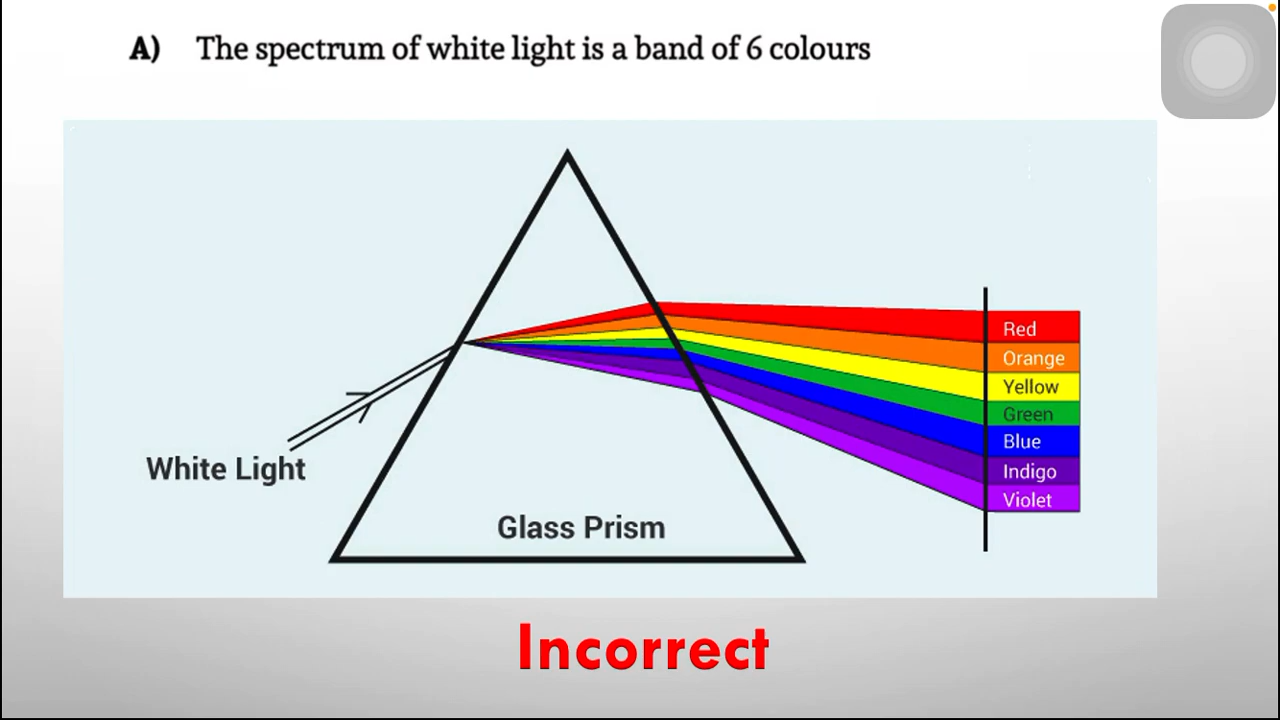 A) The spectrum of white light is a band of 6 colours
Red
Orange
Yellow
Green
Blue
Indigo
Violet
White Light
Glass Prism
Incorrect